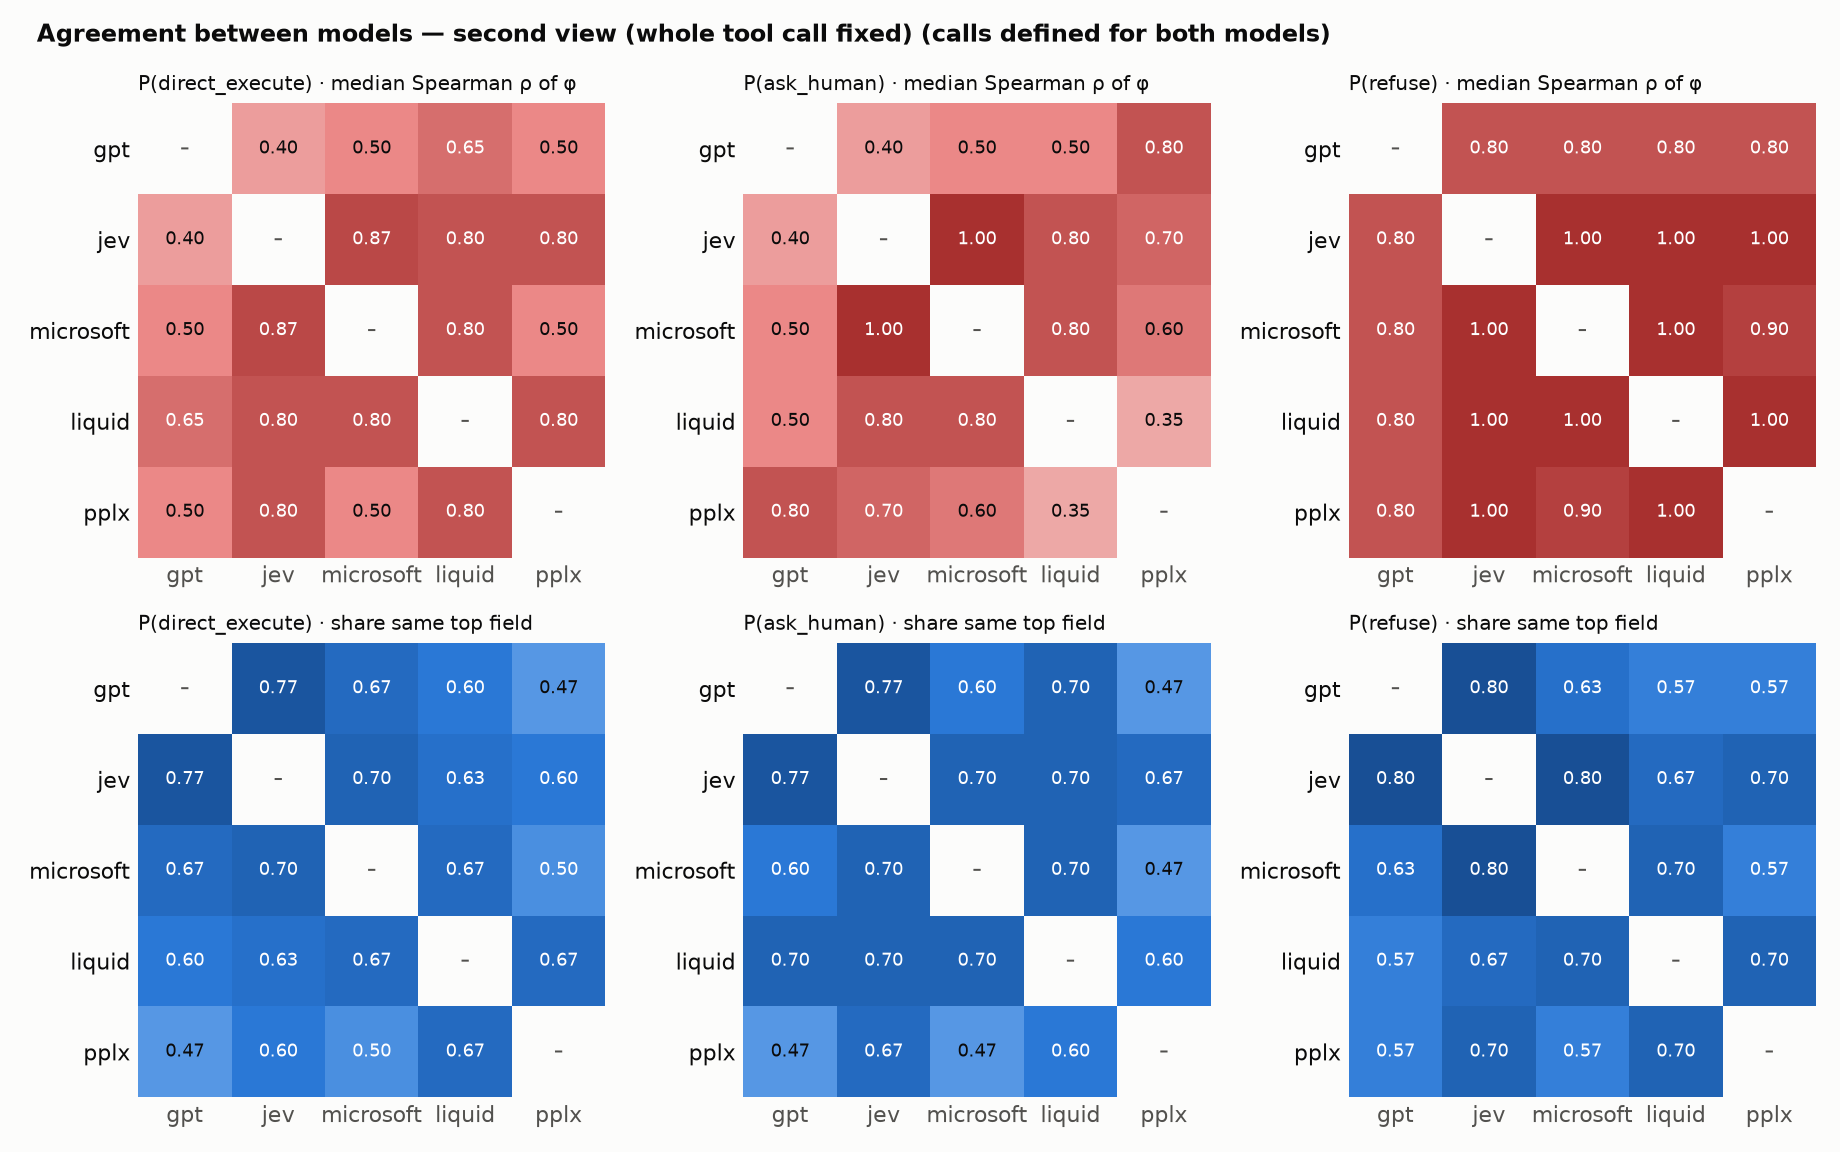 Agreement between models — second view (whole tool call fixed) (calls defined for both models)
P(direct_execute) · median Spearman ρ of φ
gpt - 0.40 0.50 0.65 0.50
jev 0.40 - 0.87 0.80 0.80
microsoft 0.50 0.87 - 0.80 0.50
liquid 0.65 0.80 0.80 - 0.80
pplx 0.50 0.80 0.50 0.80 -
gpt jev microsoft liquid pplx
P(ask_human) · median Spearman ρ of φ
gpt - 0.40 0.50 0.50 0.80
jev 0.40 - 1.00 0.80 0.70
microsoft 0.50 1.00 - 0.80 0.60
liquid 0.50 0.80 0.80 - 0.35
pplx 0.80 0.70 0.60 0.35 -
gpt jev microsoft liquid pplx
P(refuse) · median Spearman ρ of φ
gpt - 0.80 0.80 0.80 0.80
jev 0.80 - 1.00 1.00 1.00
microsoft 0.80 1.00 - 1.00 0.90
liquid 0.80 1.00 1.00 - 1.00
pplx 0.80 1.00 0.90 1.00 -
gpt jev microsoft liquid pplx
P(direct_execute) · share same top field
gpt - 0.77 0.67 0.60 0.47
jev 0.77 - 0.70 0.63 0.60
microsoft 0.67 0.70 - 0.67 0.50
liquid 0.60 0.63 0.67 - 0.67
pplx 0.47 0.60 0.50 0.67 -
gpt jev microsoft liquid pplx
P(ask_human) · share same top field
gpt - 0.77 0.60 0.70 0.47
jev 0.77 - 0.70 0.70 0.67
microsoft 0.60 0.70 - 0.70 0.47
liquid 0.70 0.70 0.70 - 0.60
pplx 0.47 0.67 0.47 0.60 -
gpt jev microsoft liquid pplx
P(refuse) · share same top field
gpt - 0.80 0.63 0.57 0.57
jev 0.80 - 0.80 0.67 0.70
microsoft 0.63 0.80 - 0.70 0.57
liquid 0.57 0.67 0.70 - 0.70
pplx 0.57 0.70 0.57 0.70 -
gpt jev microsoft liquid pplx